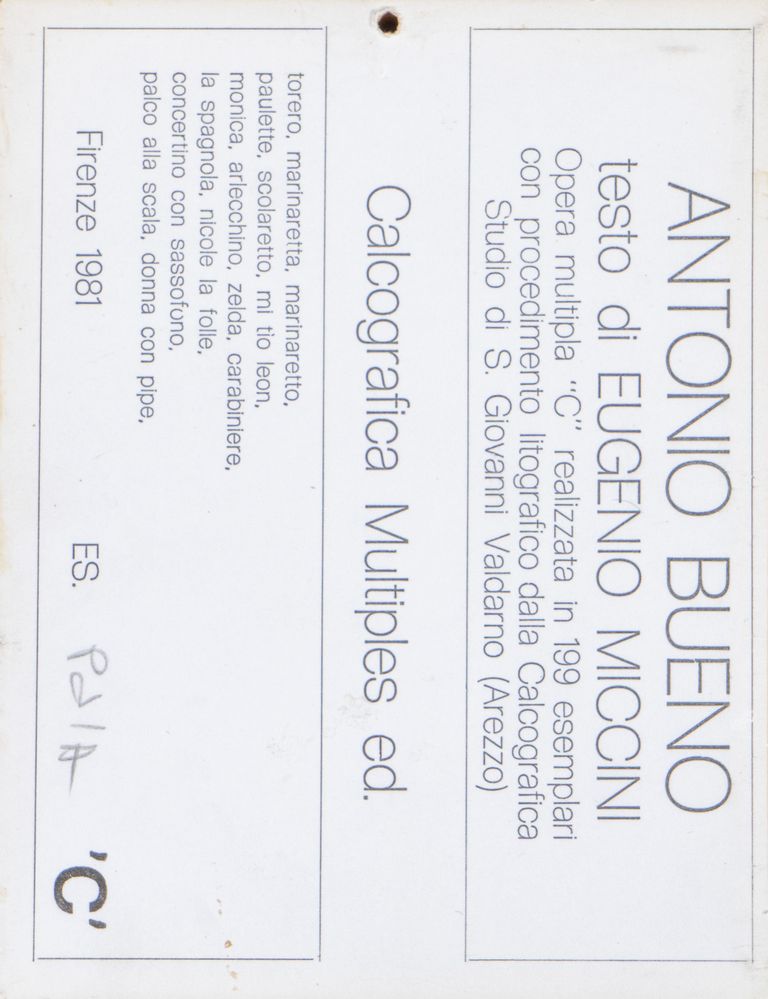 ANTONIO BUENO
testo di EUGENIO MICCINI
Opera multipla "C" realizzata in 199 esemplari
con procedimento litografico dalla Calcografica
Studio di S. Giovanni Valdarno (Arezzo)
Calcografica Multiples ed.
torero, marinaretta, marinaretto,
paulette, scolaretto, mi tio leon,
monica, arlecchino, zelda, carabiniere,
la spagnola, nicole la folle,
concertino con sassofono,
palco alla scala, donna con pipe,
Firenze 1981 ES. 'C'